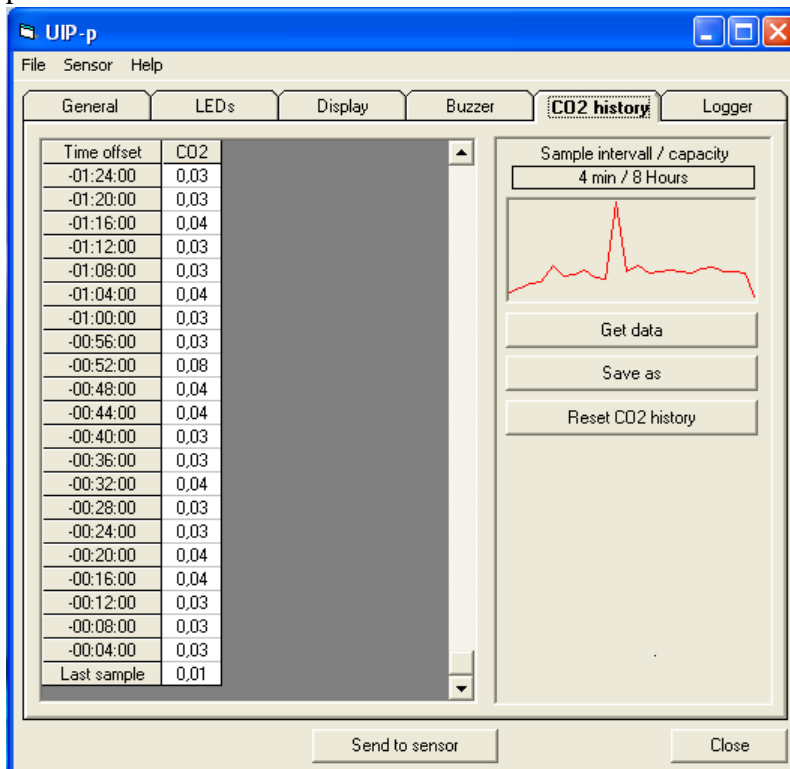 UIP-p
File Sensor Help
General LEDs Display Buzzer CO2 history Logger
Time offset CO2
-01:24:00 0,03
-01:20:00 0,03
-01:16:00 0,04
-01:12:00 0,03
-01:08:00 0,03
-01:04:00 0,04
-01:00:00 0,03
-00:56:00 0,03
-00:52:00 0,08
-00:48:00 0,04
-00:44:00 0,04
-00:40:00 0,03
-00:36:00 0,03
-00:32:00 0,04
-00:28:00 0,03
-00:24:00 0,03
-00:20:00 0,04
-00:16:00 0,04
-00:12:00 0,03
-00:08:00 0,03
-00:04:00 0,03
Last sample 0,01
Sample intervall / capacity
4 min / 8 Hours
Get data
Save as
Reset CO2 history
Send to sensor
Close